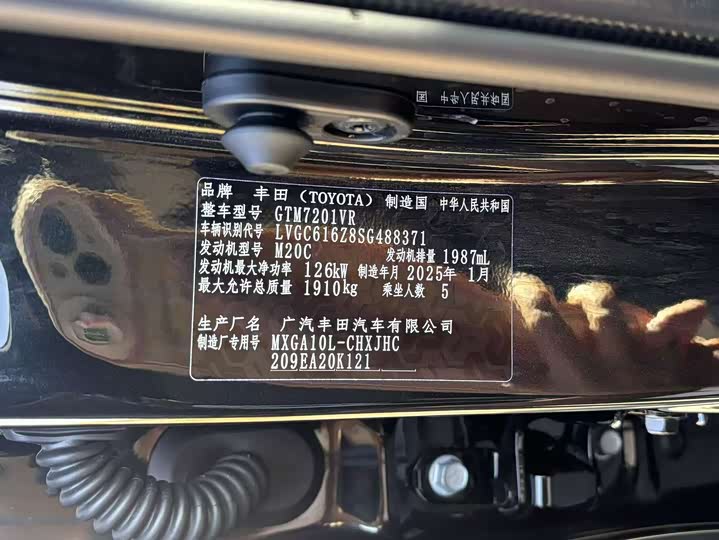 品牌 丰田(TOYOTA) 制造国 中华人民共和国
整车型号 GTM7201VR
车辆识别代号 LVGC616Z8SG488371
发动机型号 M20C 发动机排量 1987mL
发动机最大净功率 126kW 制造年月 2025年 1月
最大允许总质量 1910kg 乘坐人数 5
生产厂名 广汽丰田汽车有限公司
制造厂专用号 MXGA10L-CHXJHC
209EA20K121